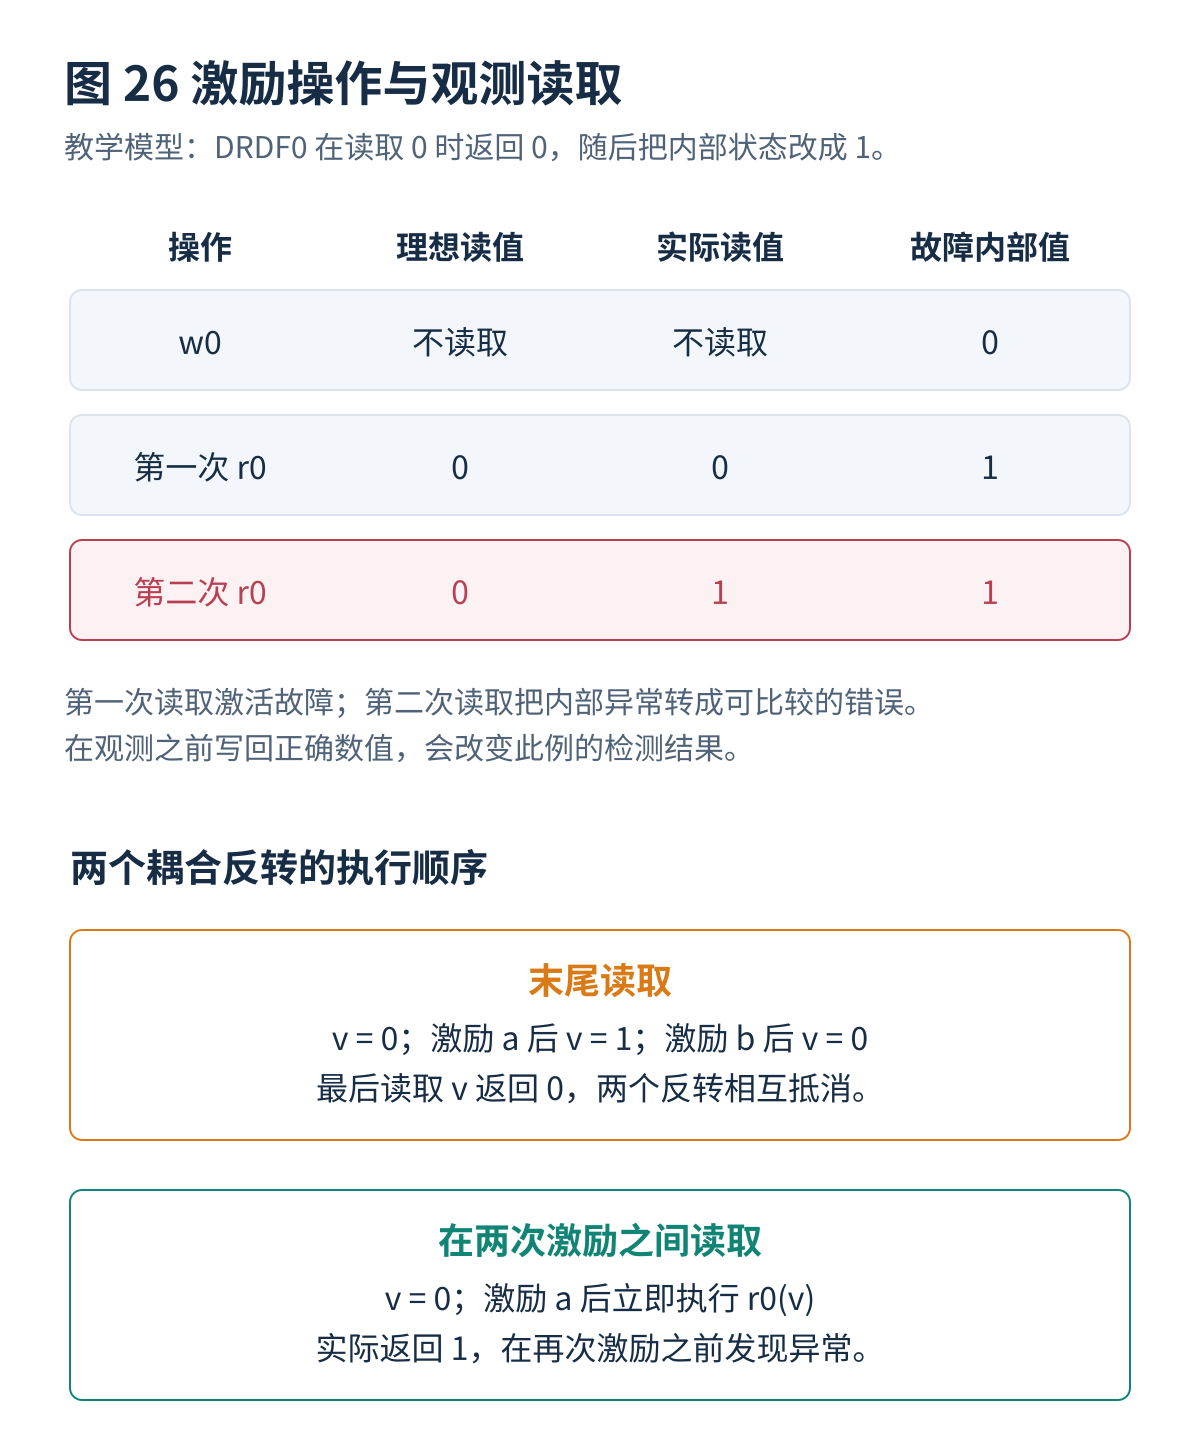 图 26 激励操作与观测读取
教学模型：DRDF0 在读取 0 时返回 0，随后把内部状态改成 1。
操作 理想读值 实际读值 故障内部值
w0 不读取 不读取 0
第一次 r0 0 0 1
第二次 r0 0 1 1
第一次读取激活故障；第二次读取把内部异常转成可比较的错误。
在观测之前写回正确数值，会改变此例的检测结果。
两个耦合反转的执行顺序
末尾读取
v = 0；激励 a 后 v = 1；激励 b 后 v = 0
最后读取 v 返回 0，两个反转相互抵消。
在两次激励之间读取
v = 0；激励 a 后立即执行 r0(v)
实际返回 1，在再次激励之前发现异常。